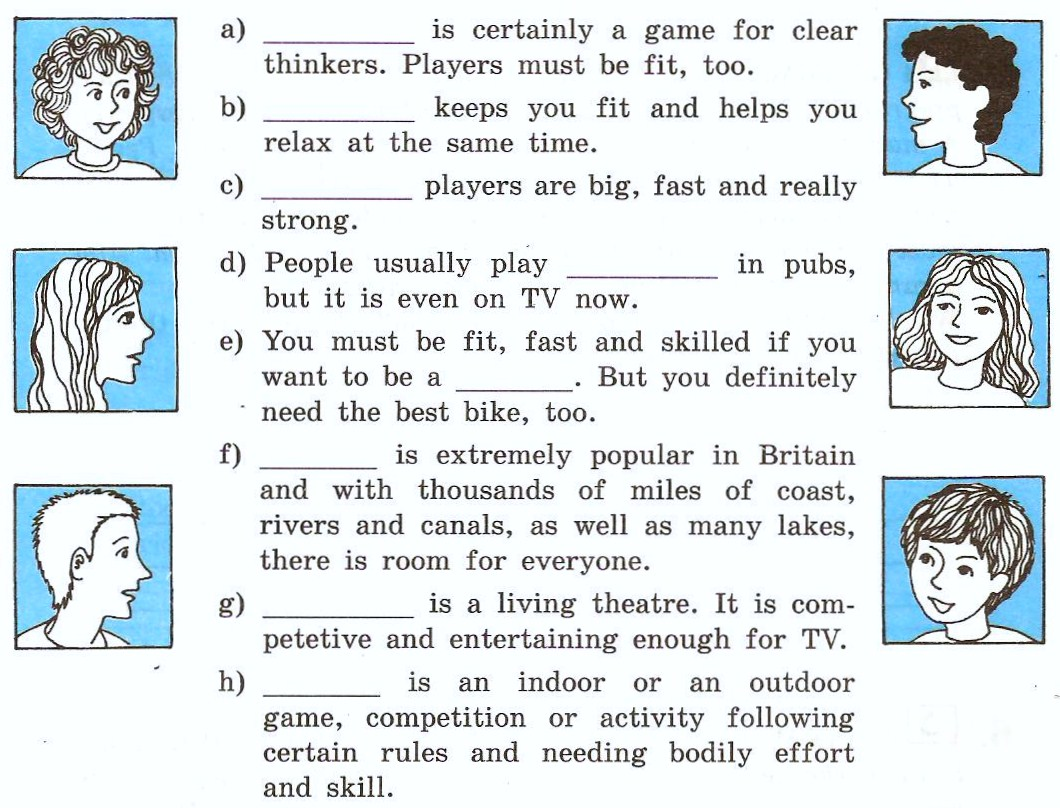 a) __________ is certainly a game for clear
thinkers. Players must be fit, too.
b) __________ keeps you fit and helps you
relax at the same time.
c) __________ players are big, fast and really
strong.
d) People usually play __________ in pubs,
but it is even on TV now.
e) You must be fit, fast and skilled if you
want to be a ________. But you definitely
need the best bike, too.
f) ________ is extremely popular in Britain
and with thousands of miles of coast,
rivers and canals, as well as many lakes,
there is room for everyone.
g) __________ is a living theatre. It is com-
petetive and entertaining enough for TV.
h) ________ is an indoor or an outdoor
game, competition or activity following
certain rules and needing bodily effort
and skill.